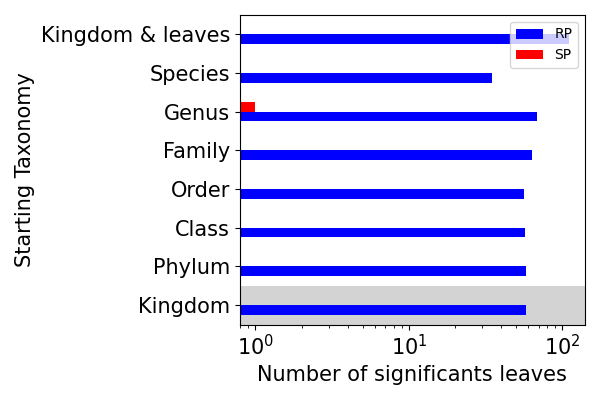 Kingdom & leaves
Species
Genus
Family
Order
Class
Phylum
Kingdom
Starting Taxonomy
RP
SP
10⁰ 10¹ 10²
Number of significants leaves